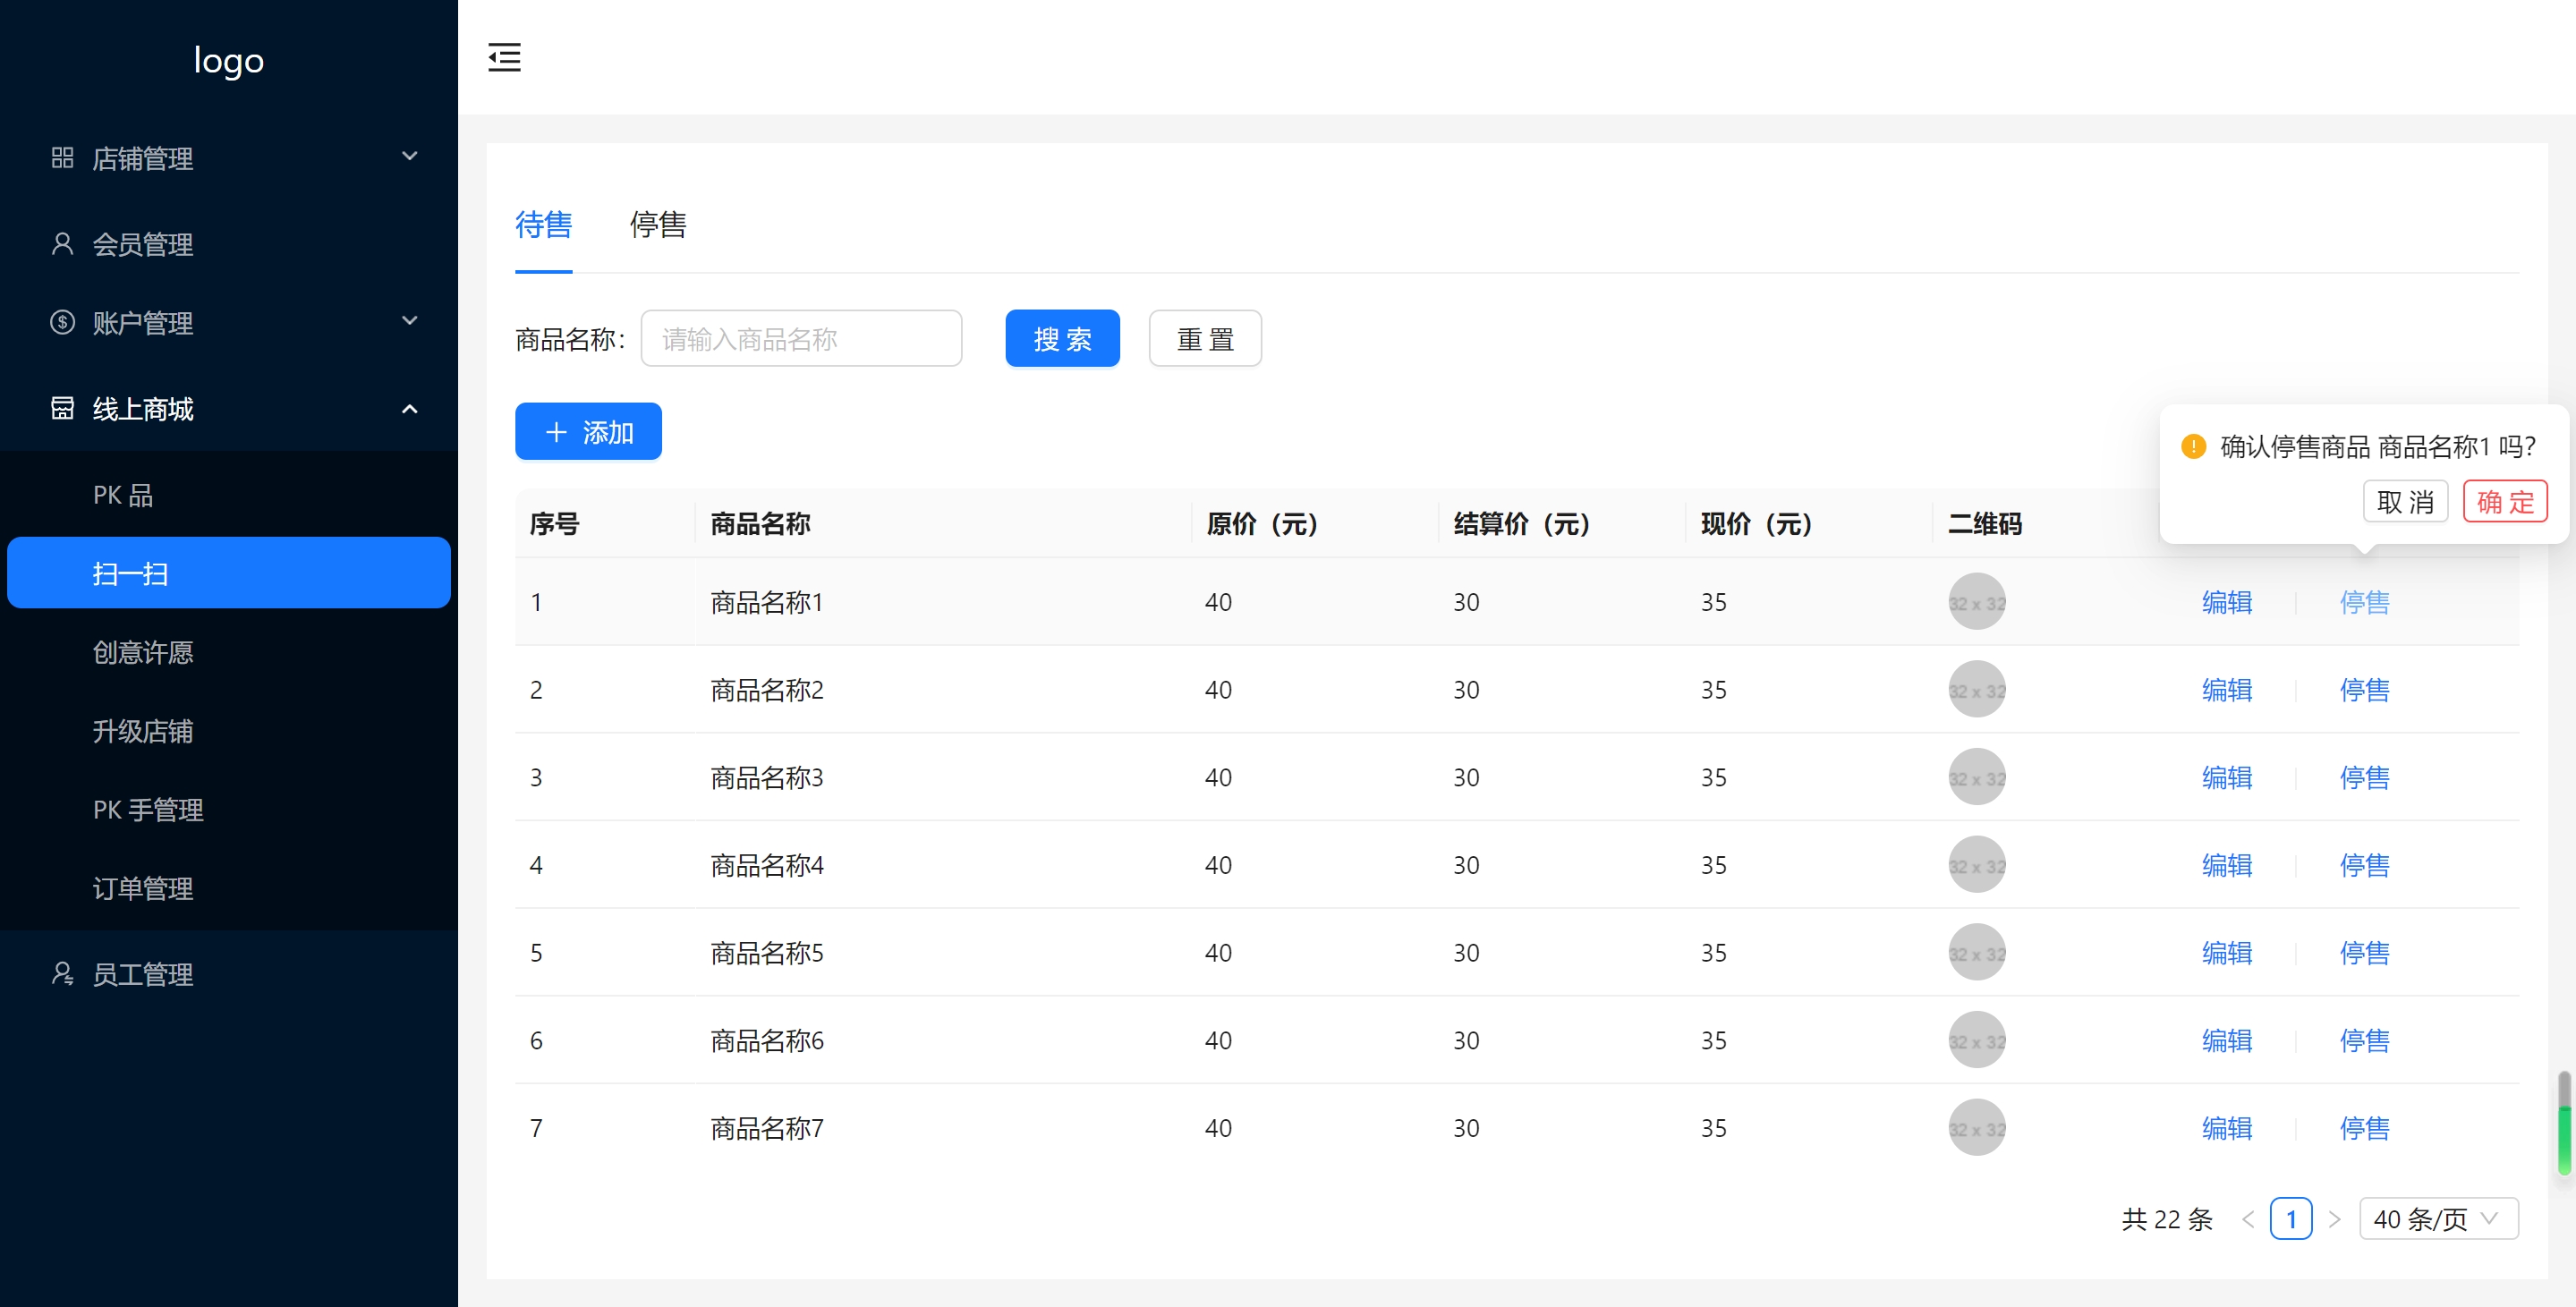 logo
店铺管理
会员管理
账户管理
线上商城
PK 品
扫一扫
创意许愿
升级店铺
PK 手管理
订单管理
员工管理
待售 停售
商品名称: 请输入商品名称 搜 索 重 置
添加
确认停售商品 商品名称1 吗?
取 消 确 定
序号 商品名称 原价（元） 结算价（元） 现价（元） 二维码
1 商品名称1 40 30 35 32 x 32 编辑 停售
2 商品名称2 40 30 35 32 x 32 编辑 停售
3 商品名称3 40 30 35 32 x 32 编辑 停售
4 商品名称4 40 30 35 32 x 32 编辑 停售
5 商品名称5 40 30 35 32 x 32 编辑 停售
6 商品名称6 40 30 35 32 x 32 编辑 停售
7 商品名称7 40 30 35 32 x 32 编辑 停售
共 22 条 1 40 条/页